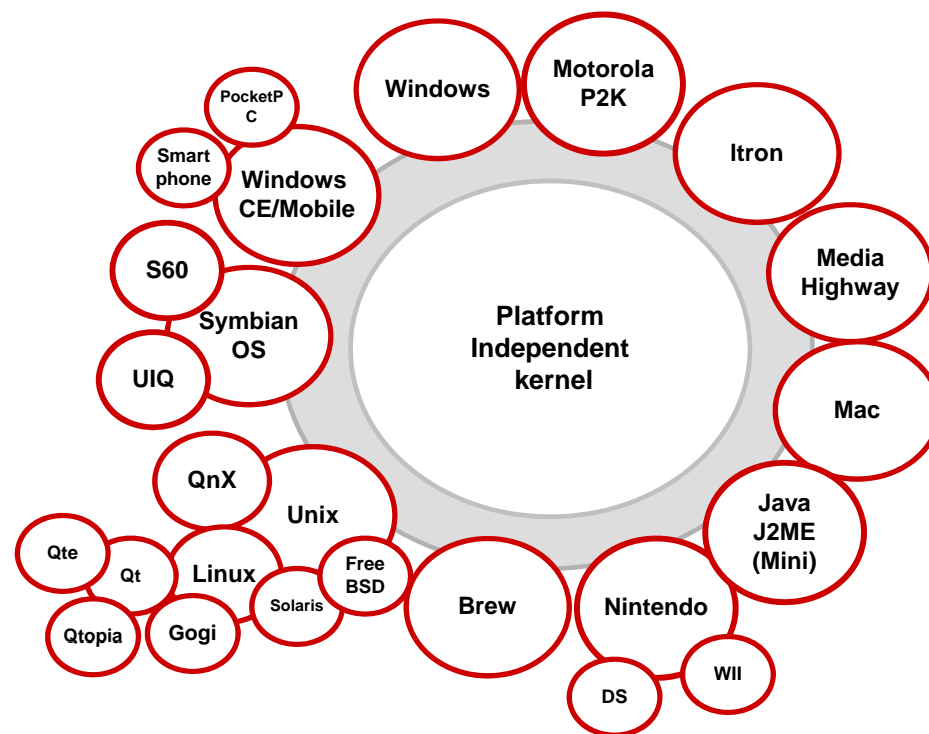 Windows
Motorola
P2K
PocketP
C
Smart
phone
Windows
CE/Mobile
Itron
S60
Symbian
OS
UIQ
Media
Highway
Platform
Independent
kernel
Mac
QnX
Unix
Java
J2ME
(Mini)
Qte
Qt
Linux
Free
BSD
Solaris
Brew
Nintendo
Qtopia
Gogi
DS
WII